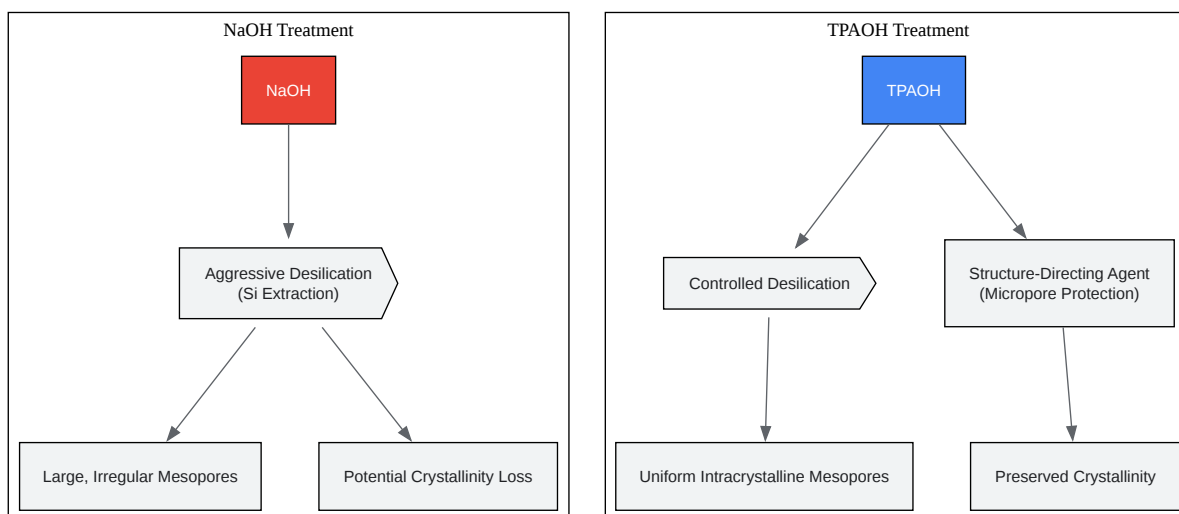 NaOH Treatment
NaOH
Aggressive Desilication
(Si Extraction)
Large, Irregular Mesopores
Potential Crystallinity Loss
TPAOH Treatment
TPAOH
Controlled Desilication
Structure-Directing Agent
(Micropore Protection)
Uniform Intracrystalline Mesopores
Preserved Crystallinity